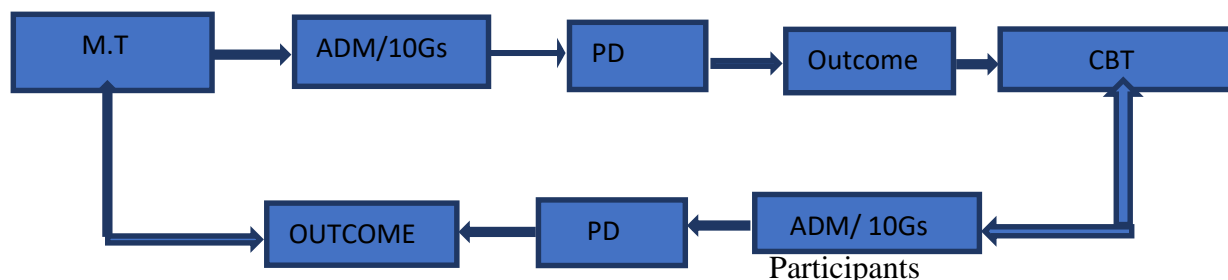 M.T
ADM/10Gs
PD
Outcome
CBT
OUTCOME
PD
ADM/ 10Gs
Participants